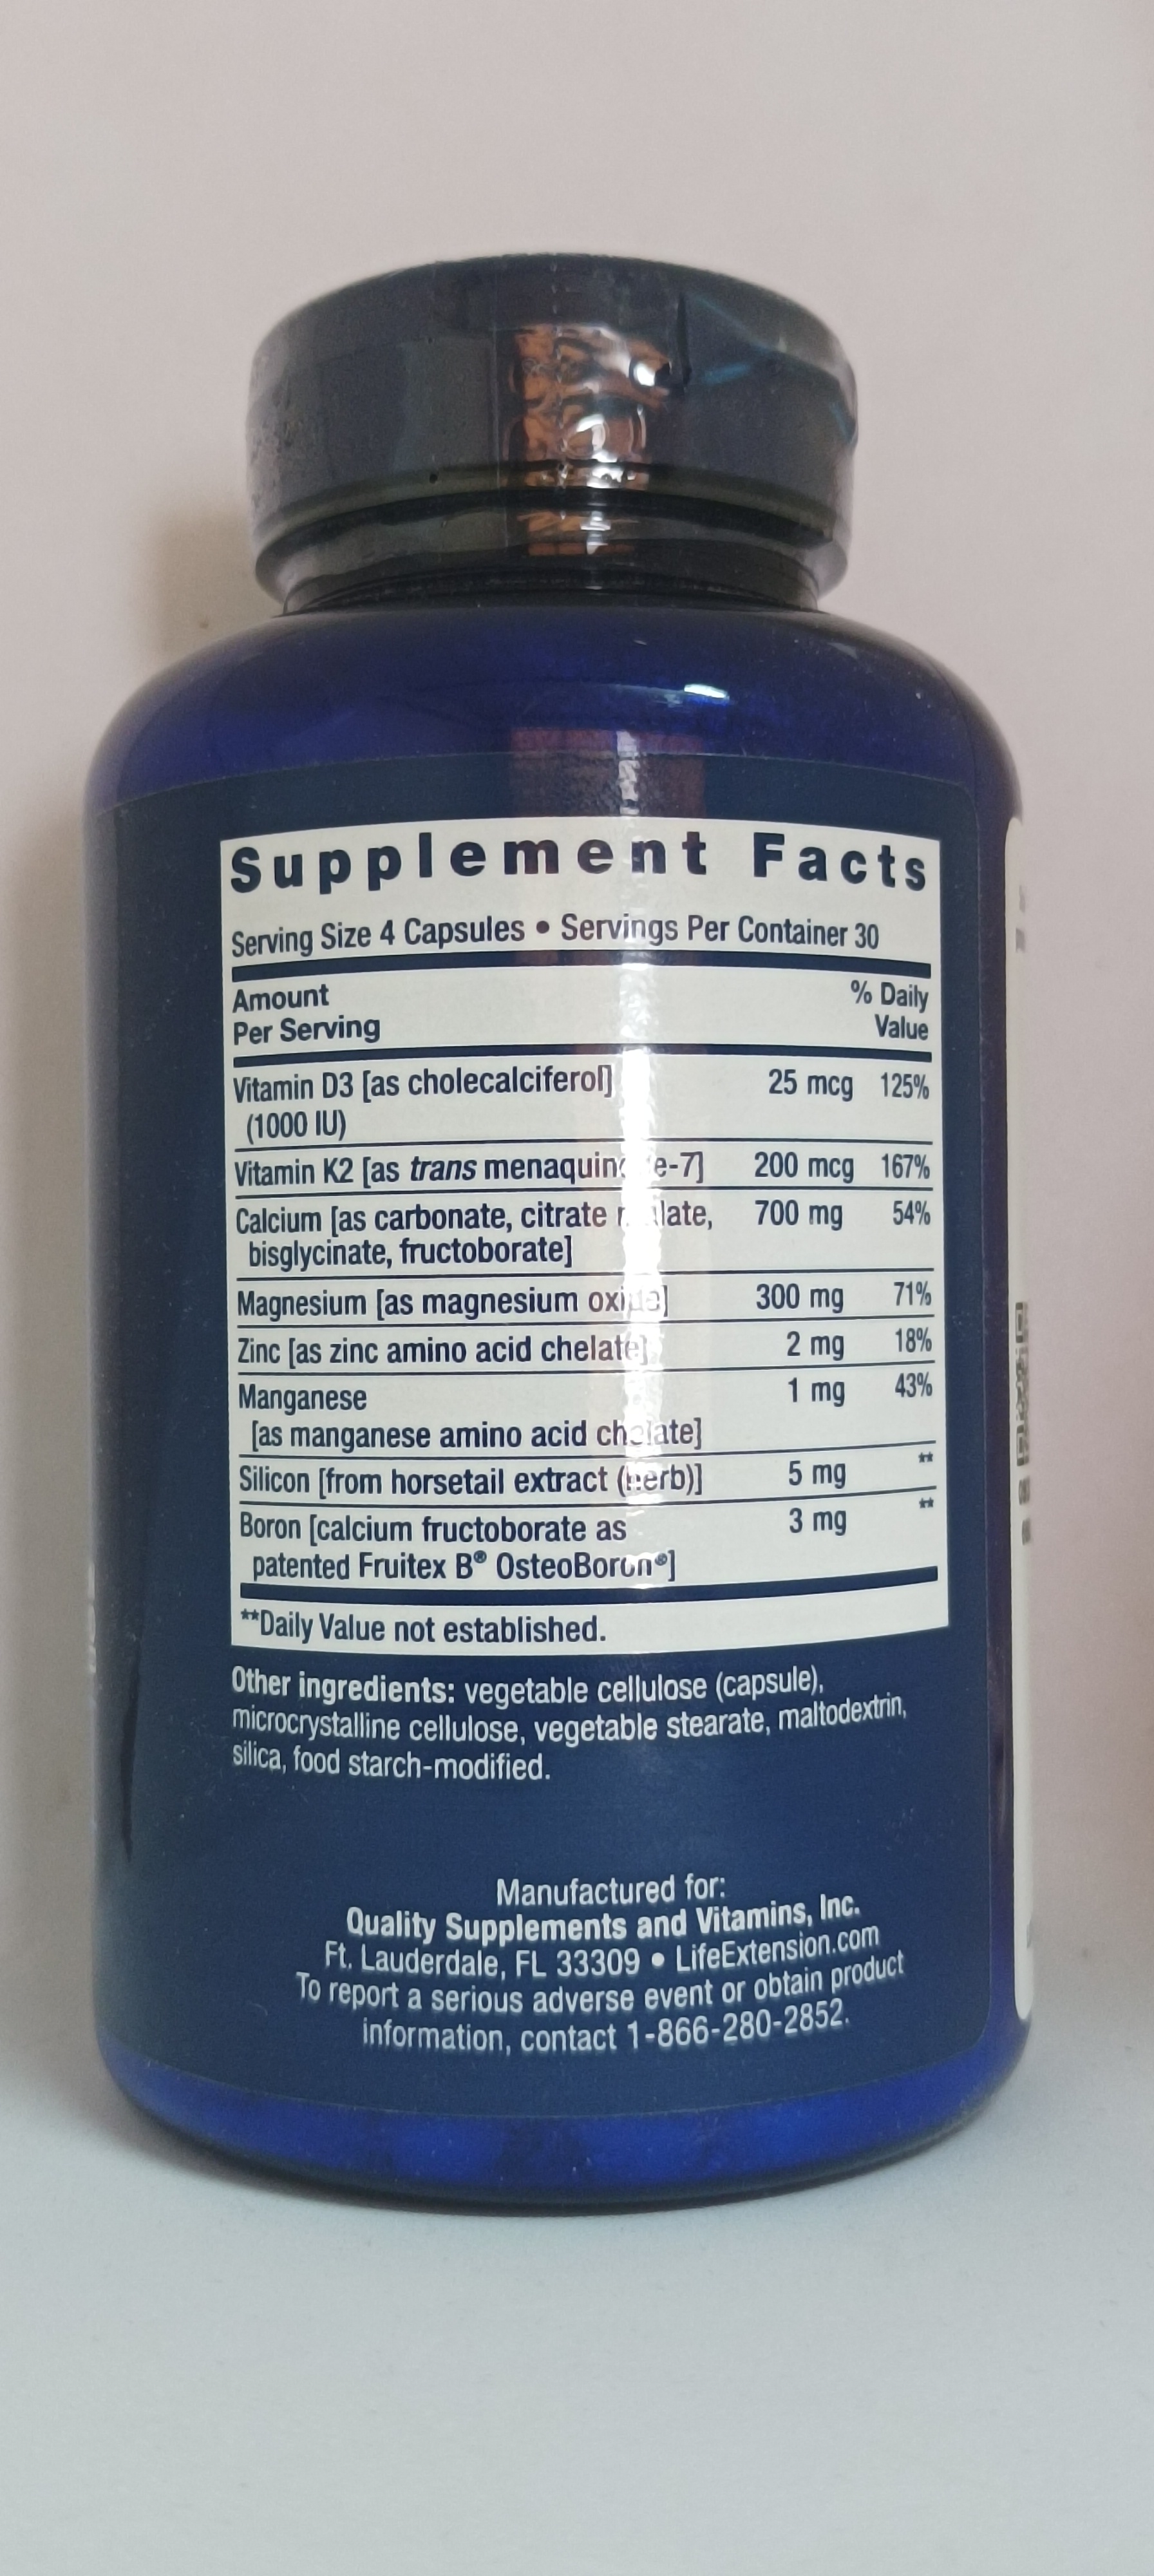 Supplement Facts
Serving Size 4 Capsules • Servings Per Container 30
Amount
Per Serving
% Daily
Value
Vitamin D3 [as cholecalciferol] 25 mcg 125%
(1000 IU)
Vitamin K2 [as trans 200 mcg 167%
Calcium [as carbonate, citrate 700 mg 54%
bisglycinate, fructoborate]
Magnesium [as magnesium oxide] 300 mg 71%
Zinc [as zinc amino acid chelate] 2 mg 18%
Manganese 1 mg 43%
[as manganese amino acid chelate]
Silicon [from horsetail extract (herb)] 5 mg **
Boron [calcium fructoborate as 3 mg **
patented Fruitex B® OsteoBoron®]
**Daily Value not established.
Other ingredients: vegetable cellulose (capsule),
microcrystalline cellulose, vegetable stearate, maltodextrin,
silica, food starch-modified.
Manufactured for:
Quality Supplements and Vitamins, Inc.
Ft. Lauderdale, FL 33309 • LifeExtension.com
To report a serious adverse event or obtain product
information, contact 1-866-280-2852.